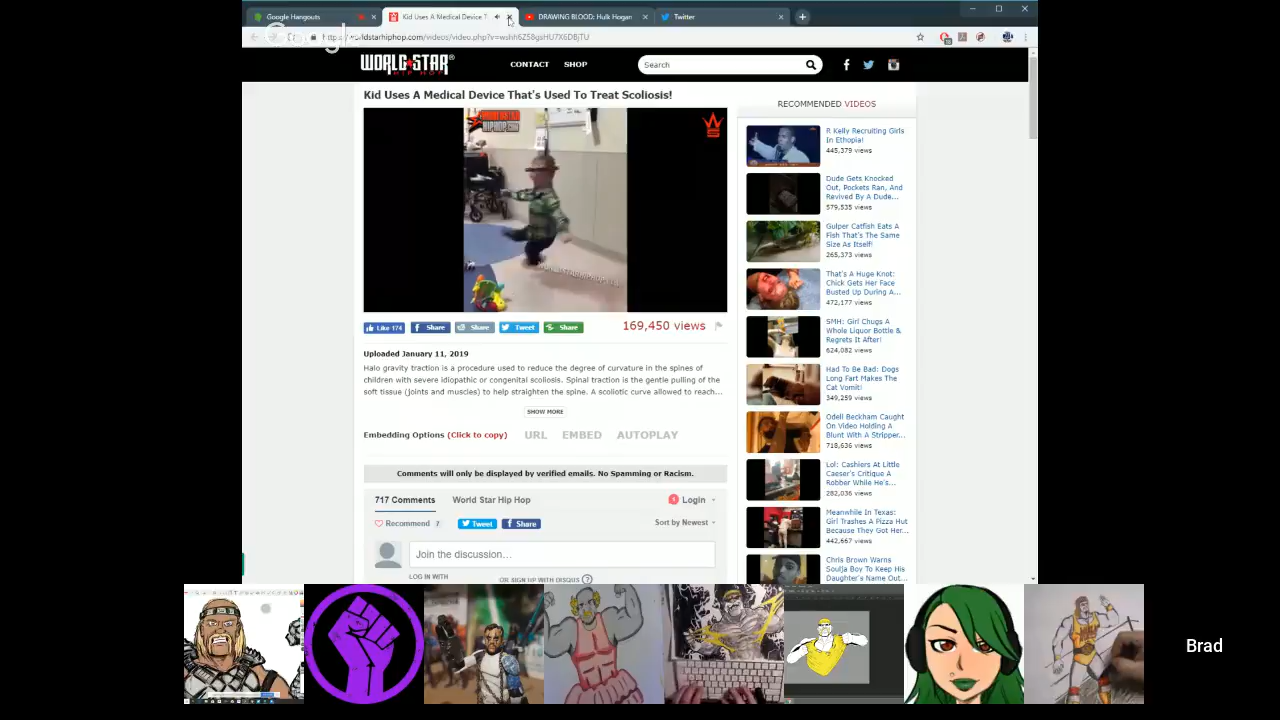 Google Hangouts
Kid Uses A Medical Device T
DRAWING BLOOD: Hulk Hogan
Twitter
Google
ldstarhiphop.com/videos/video.php?v=wshh6Z58gsHU7X6DBjTU
WORLD STAR
HIP HOP
CONTACT
SHOP
Search
Kid Uses A Medical Device That's Used To Treat Scoliosis!
RECOMMENDED VIDEOS
R Kelly Recruiting Girls
In Ethopia!
445,379 views
Dude Gets Knocked
Out, Pockets Ran, And
Revived By A Dude...
579,535 views
Gulper Catfish Eats A
Fish That's The Same
Size As Itself!
265,373 views
That's A Huge Knot:
Chick Gets Her Face
Busted Up During A...
472,177 views
SMH: Girl Chugs A
Whole Liquor Bottle &
Regrets It After!
624,082 views
Had To Be Bad: Dogs
Long Fart Makes The
Cat Vomit!
349,259 views
Odell Beckham Caught
On Video Holding A
Blunt With A Stripper...
718,636 views
Lol: Cashiers At Little
Caeser's Critique A
Robber While He's...
282,036 views
Meanwhile In Texas:
Girl Trashes A Pizza Hut
Because They Got Her...
442,667 views
Chris Brown Warns
Soulja Boy To Keep His
Daughter's Name Out...
Like 174
Share
Share
Tweet
Share
169,450 views
Uploaded January 11, 2019
Halo gravity traction is a procedure used to reduce the degree of curvature in the spines of
children with severe idiopathic or congenital scoliosis. Spinal traction is the gentle pulling of the
soft tissue (joints and muscles) to help straighten the spine. A scoliotic curve allowed to reach...
SHOW MORE
Embedding Options (Click to copy)
URL
EMBED
AUTOPLAY
Comments will only be displayed by verified emails. No Spamming or Racism.
717 Comments
World Star Hip Hop
Login
Recommend 7
Tweet
Share
Sort by Newest
Join the discussion...
LOG IN WITH
OR SIGN UP WITH DISQUS ?
Brad